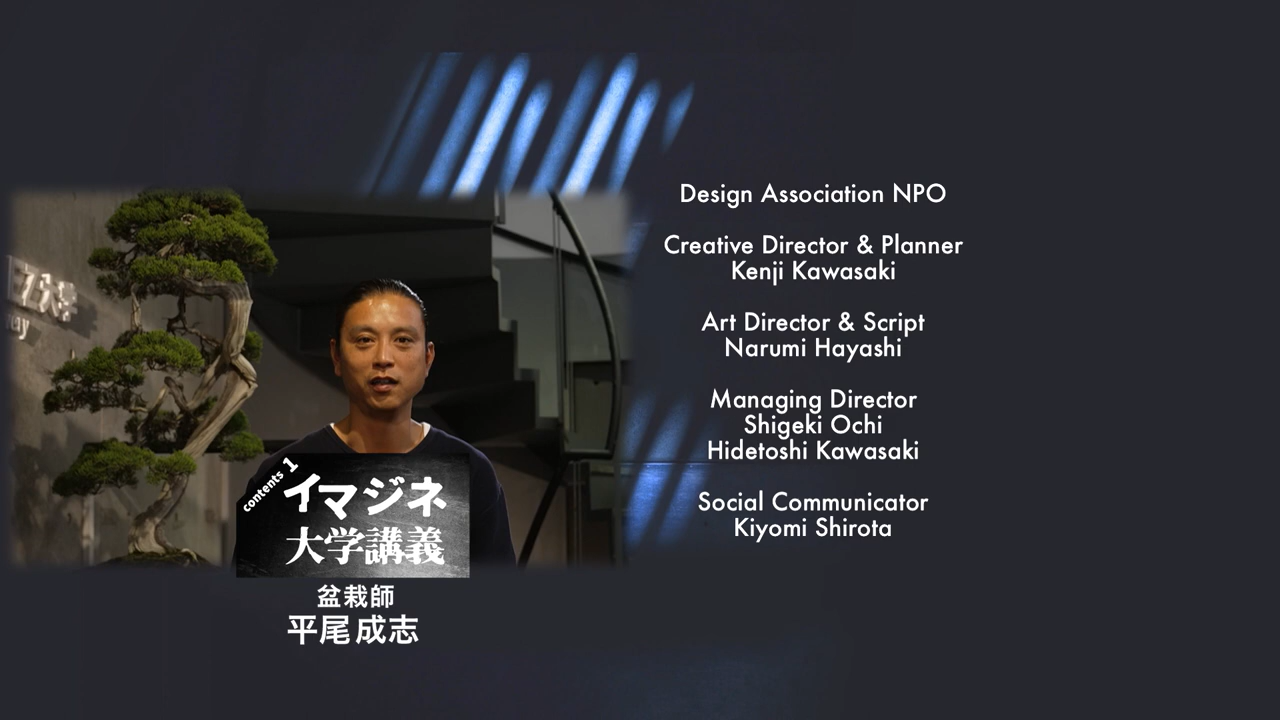 contents 1
イマジネ
大学講義
盆栽師
平尾成志
Design Association NPO
Creative Director & Planner
Kenji Kawasaki
Art Director & Script
Narumi Hayashi
Managing Director
Shigeki Ochi
Hidetoshi Kawasaki
Social Communicator
Kiyomi Shirota